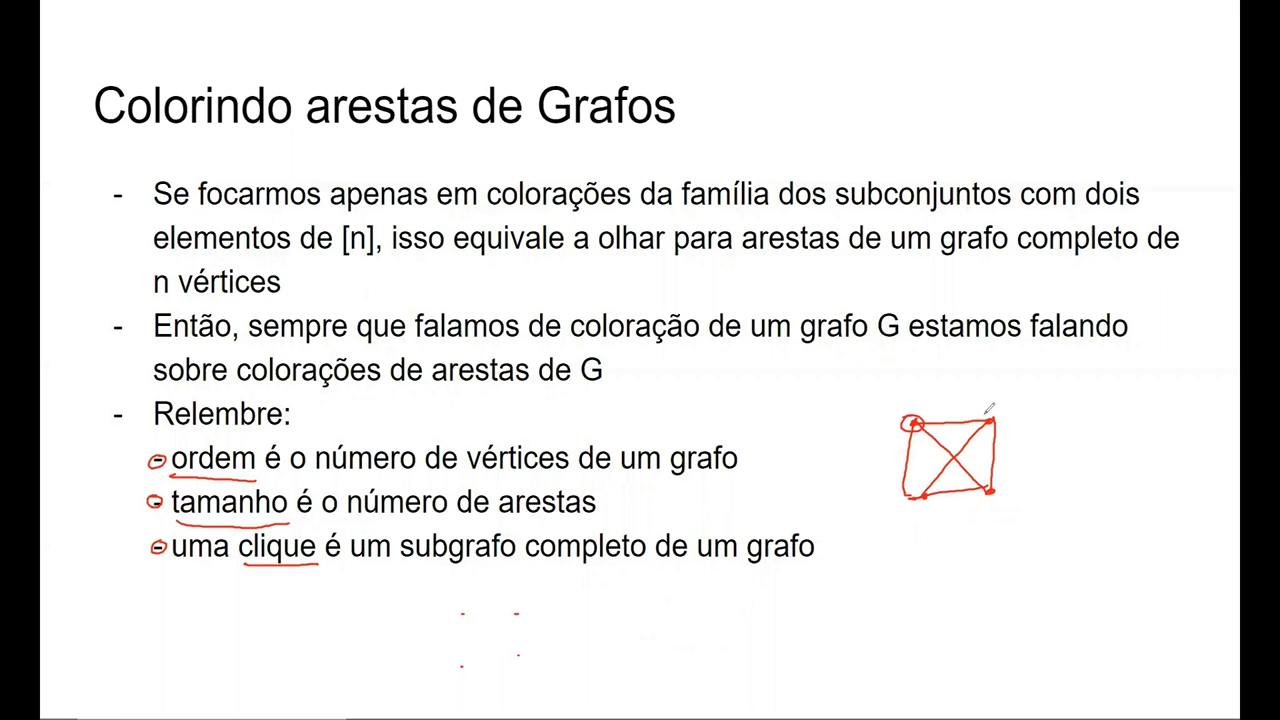 Colorindo arestas de Grafos
- Se focarmos apenas em colorações da família dos subconjuntos com dois
elementos de [n], isso equivale a olhar para arestas de um grafo completo de
n vértices
- Então, sempre que falamos de coloração de um grafo G estamos falando
sobre colorações de arestas de G
- Relembre:
- ordem é o número de vértices de um grafo
- tamanho é o número de arestas
- uma clique é um subgrafo completo de um grafo